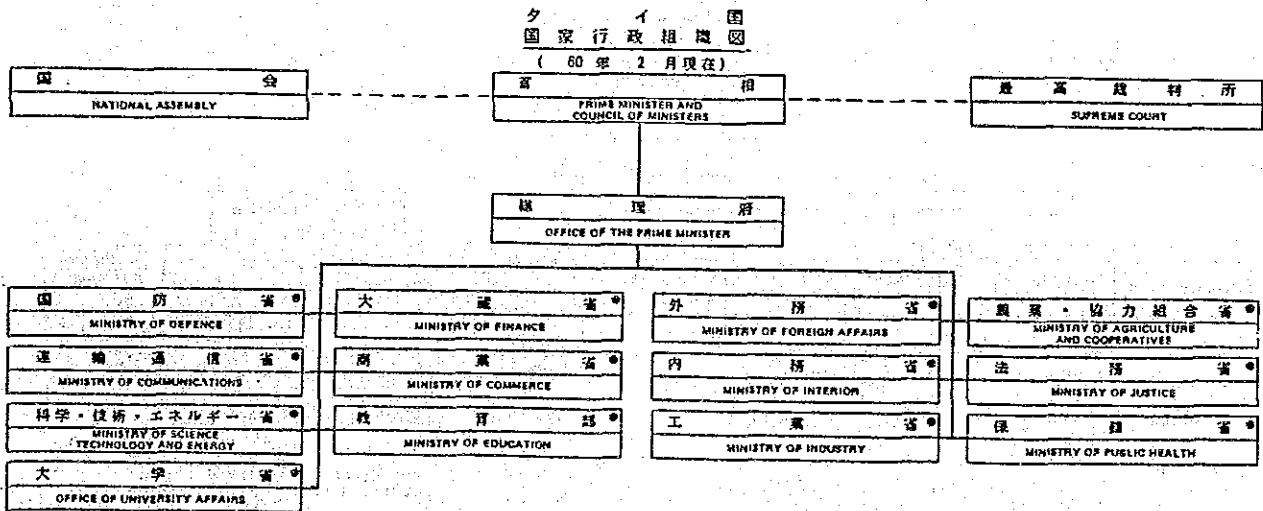 タイ国
国家行政組織図
( 60年 2月現在)
国会
NATIONAL ASSEMBLY
首相
PRIME MINISTER AND
COUNCIL OF MINISTERS
最高裁判所
SUPREME COURT
総理府
OFFICE OF THE PRIME MINISTER
国防省
MINISTRY OF DEFENCE
大蔵省
MINISTRY OF FINANCE
外務省
MINISTRY OF FOREIGN AFFAIRS
農業・協力組合省
MINISTRY OF AGRICULTURE
AND COOPERATIVES
運輸・通信省
MINISTRY OF COMMUNICATIONS
商業省
MINISTRY OF COMMERCE
内務省
MINISTRY OF INTERIOR
法務省
MINISTRY OF JUSTICE
科学・技術・エネルギー省
MINISTRY OF SCIENCE
TECHNOLOGY AND ENERGY
教育
MINISTRY OF EDUCATION
工業省
MINISTRY OF INDUSTRY
保健省
MINISTRY OF PUBLIC HEALTH
大学省
OFFICE OF UNIVERSITY AFFAIRS